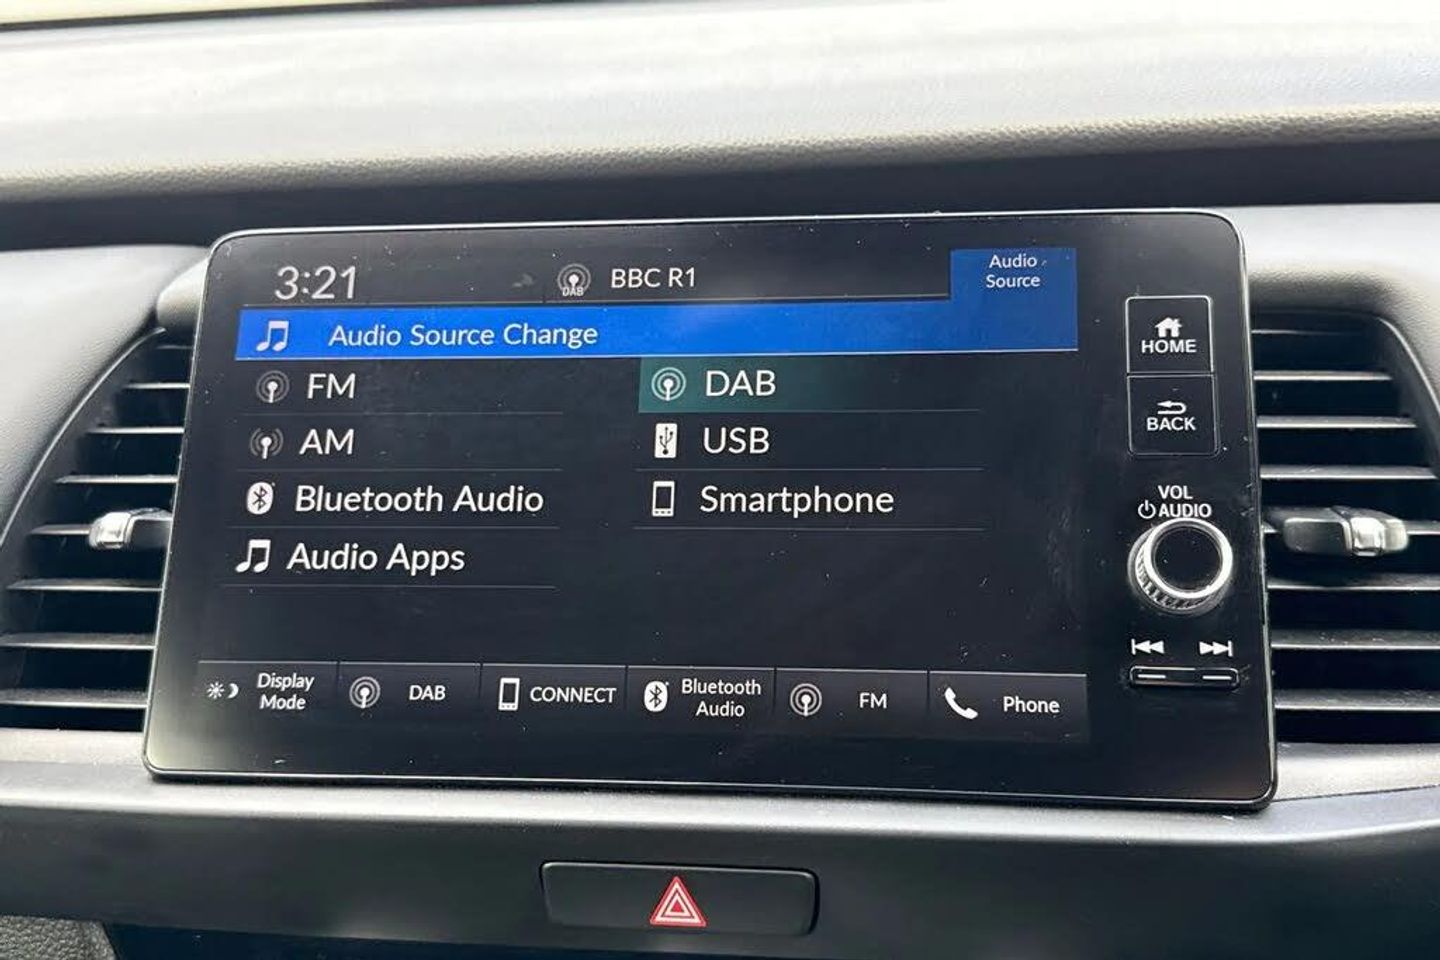 3:21
DAB
BBC R1
Audio
Source
Audio Source Change
FM
DAB
AM
USB
Bluetooth Audio
Smartphone
Audio Apps
Display
Mode
DAB
CONNECT
Bluetooth
Audio
FM
Phone
HOME
BACK
VOL
AUDIO